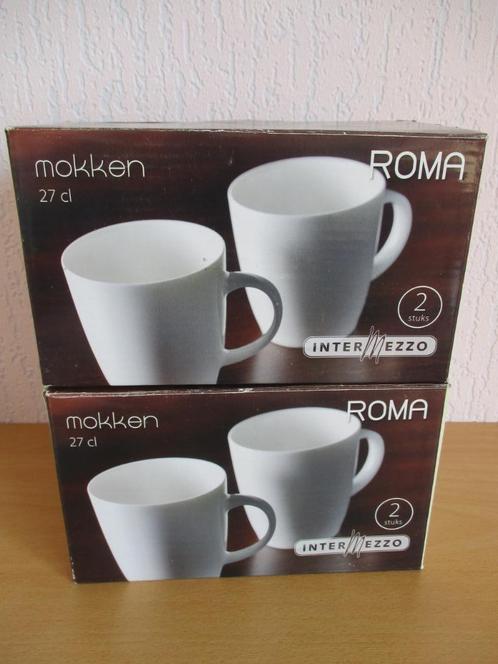 mokken
27 cl
ROMA
2
stuks
INTERMEZZO
mokken
27 cl
ROMA
2
stuks
INTERMEZZO